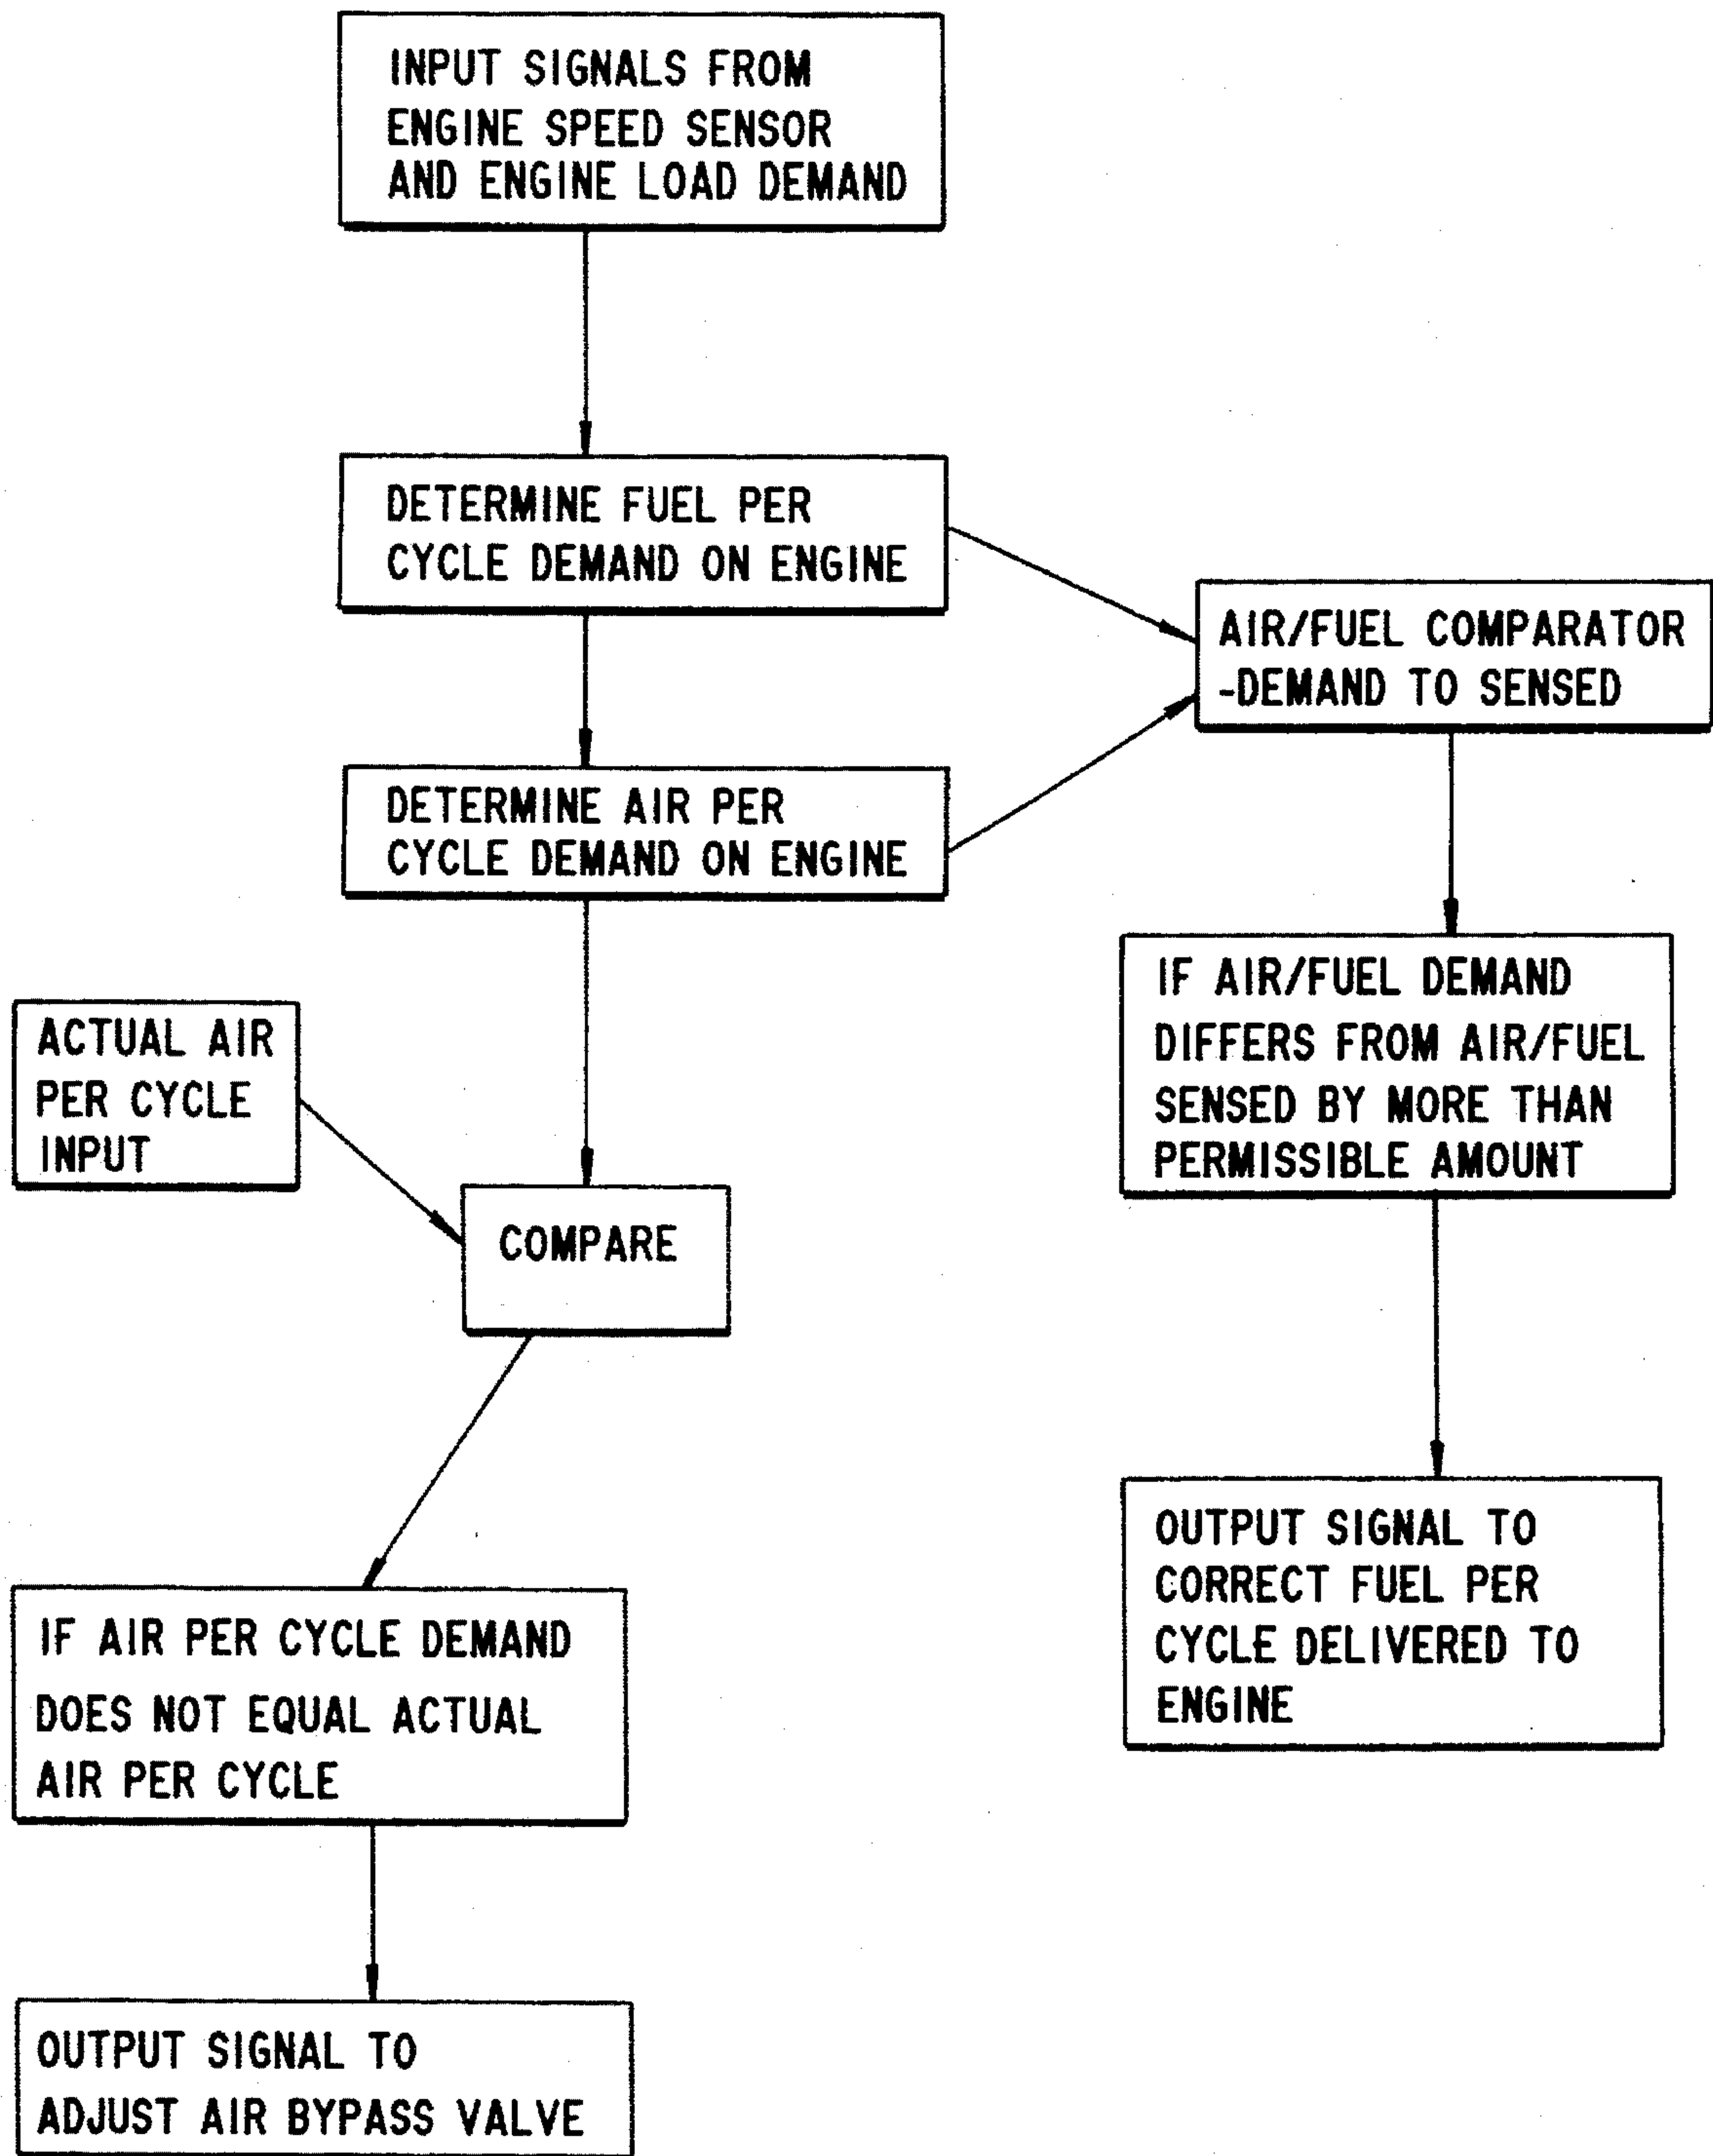 INPUT SIGNALS FROM
ENGINE SPEED SENSOR
AND ENGINE LOAD DEMAND
DETERMINE FUEL PER
CYCLE DEMAND ON ENGINE
AIR/FUEL COMPARATOR
-DEMAND TO SENSED
DETERMINE AIR PER
CYCLE DEMAND ON ENGINE
IF AIR/FUEL DEMAND
DIFFERS FROM AIR/FUEL
SENSED BY MORE THAN
PERMISSIBLE AMOUNT
ACTUAL AIR
PER CYCLE
INPUT
COMPARE
OUTPUT SIGNAL TO
CORRECT FUEL PER
CYCLE DELIVERED TO
ENGINE
IF AIR PER CYCLE DEMAND
DOES NOT EQUAL ACTUAL
AIR PER CYCLE
OUTPUT SIGNAL TO
ADJUST AIR BYPASS VALVE